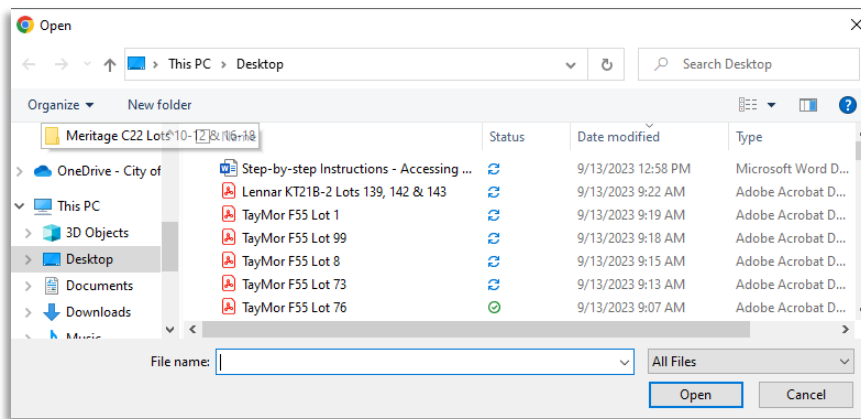 Open
This PC > Desktop
Search Desktop
Organize
New folder
Meritage C22 Lots 10-12 & 16-18
Name
Status
Date modified
Type
OneDrive - City of
This PC
3D Objects
Desktop
Documents
Downloads
Music
Step-by-step Instructions - Accessing ... 9/13/2023 12:58 PM Microsoft Word D...
Lennar KT21B-2 Lots 139, 142 & 143 9/13/2023 9:22 AM Adobe Acrobat D...
TayMor F55 Lot 1 9/13/2023 9:19 AM Adobe Acrobat D...
TayMor F55 Lot 99 9/13/2023 9:18 AM Adobe Acrobat D...
TayMor F55 Lot 8 9/13/2023 9:15 AM Adobe Acrobat D...
TayMor F55 Lot 73 9/13/2023 9:13 AM Adobe Acrobat D...
TayMor F55 Lot 76 9/13/2023 9:07 AM Adobe Acrobat D...
File name:
All Files
Open
Cancel